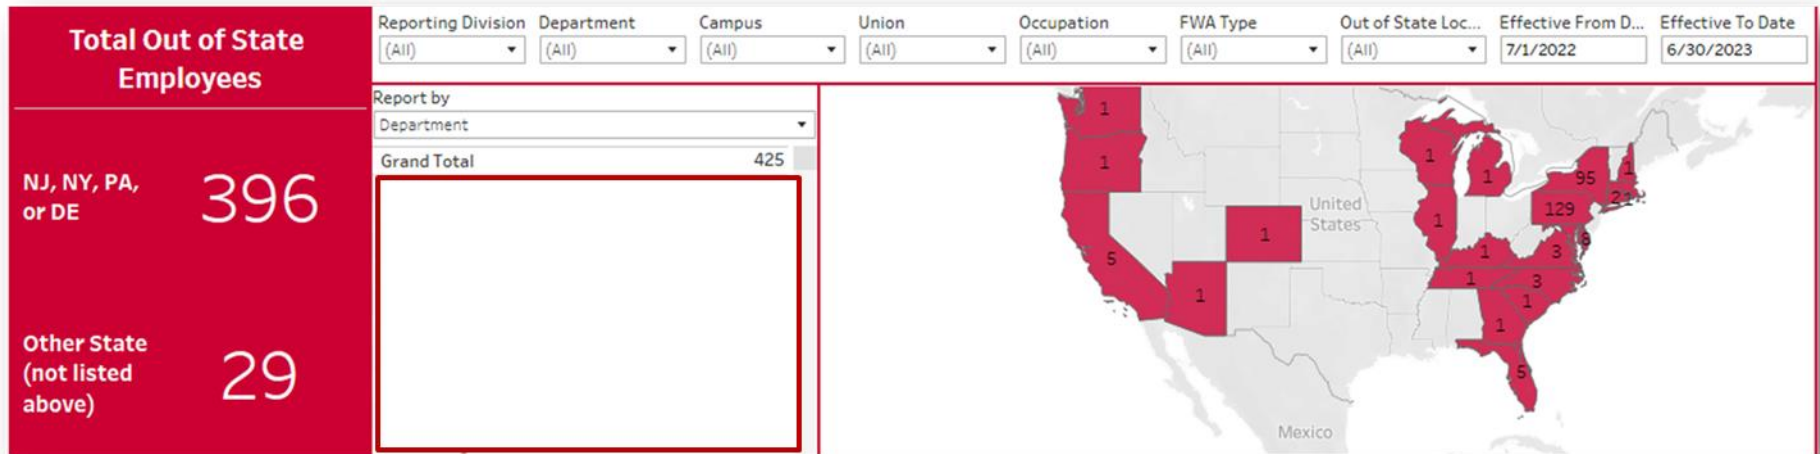 Total Out of State
Employees
NJ, NY, PA,
or DE
396
Other State
(not listed
above)
29
Reporting Division
(All)
Department
(All)
Campus
(All)
Union
(All)
Occupation
(All)
FWA Type
(All)
Out of State Loc...
(All)
Effective From D...
7/1/2022
Effective To Date
6/30/2023
Report by
Department
Grand Total 425
1
1
5
1
1
United
States
1
1
1
95
1
2
1
129
8
1
3
1
3
1
1
5
Mexico